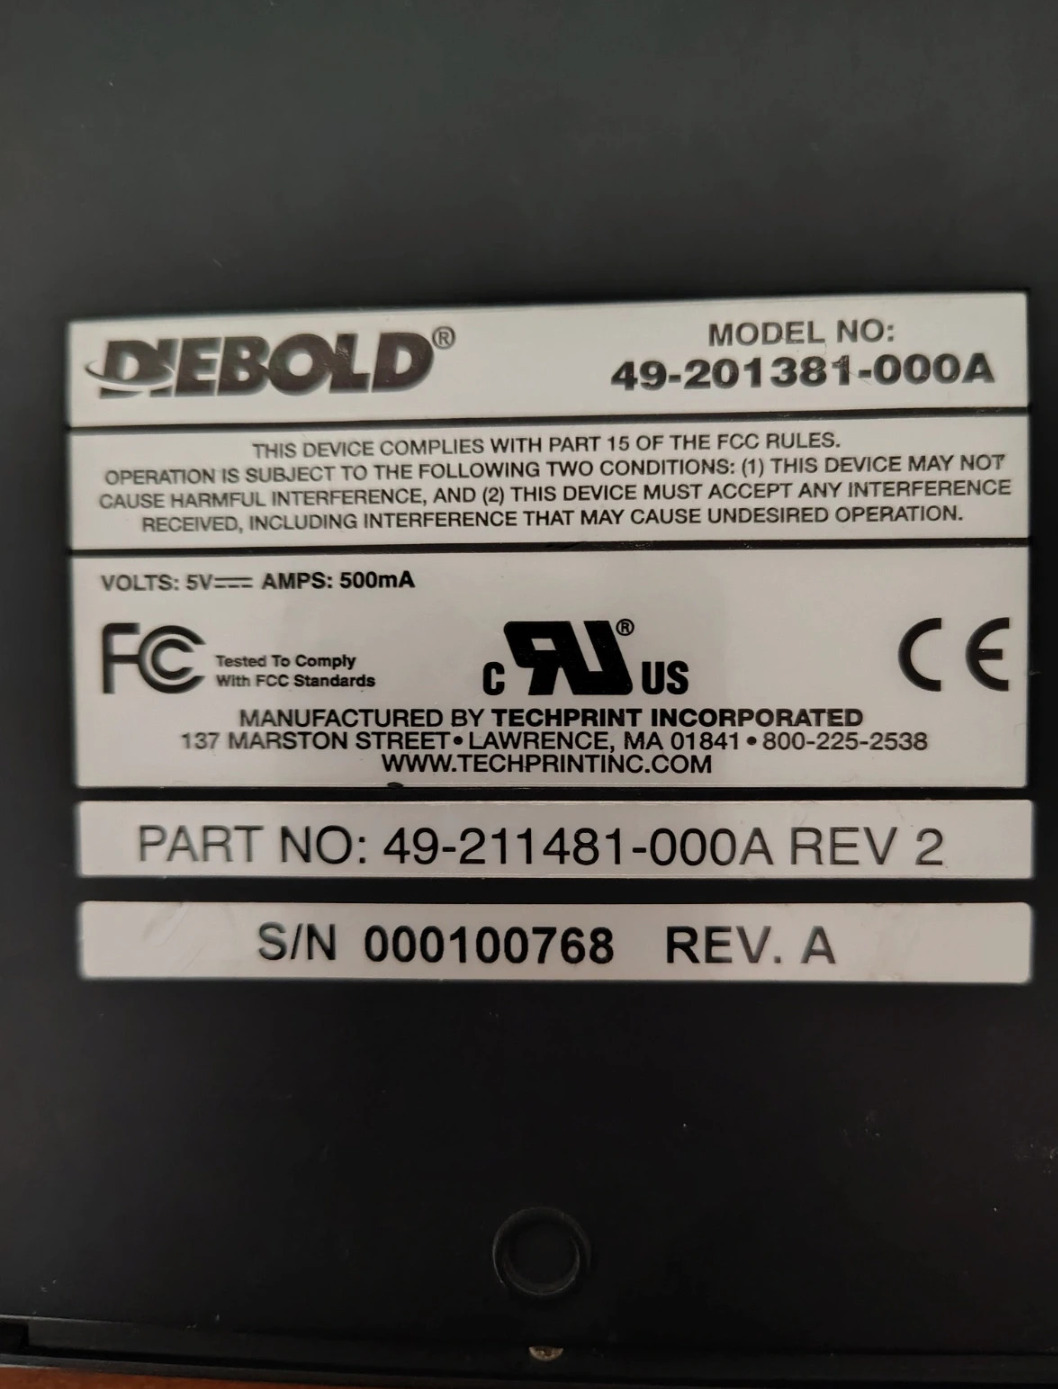 DIEBOLD®
MODEL NO:
49-201381-000A
THIS DEVICE COMPLIES WITH PART 15 OF THE FCC RULES.
OPERATION IS SUBJECT TO THE FOLLOWING TWO CONDITIONS: (1) THIS DEVICE MAY NOT
CAUSE HARMFUL INTERFERENCE, AND (2) THIS DEVICE MUST ACCEPT ANY INTERFERENCE
RECEIVED, INCLUDING INTERFERENCE THAT MAY CAUSE UNDESIRED OPERATION.
VOLTS: 5V⎓ AMPS: 500mA
FC Tested To Comply
With FCC Standards
c RU® US
CE
MANUFACTURED BY TECHPRINT INCORPORATED
137 MARSTON STREET • LAWRENCE, MA 01841 • 800-225-2538
WWW.TECHPRINTINC.COM
PART NO: 49-211481-000A REV 2
S/N 000100768 REV. A